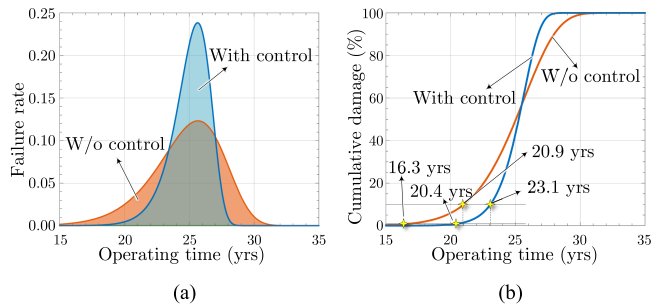 0.25
0.20
0.15
0.10
0.05
0.00
Failure rate
With control
W/o control
15 20 25 30 35
Operating time (yrs)
(a)
100
80
60
40
20
0
Cumulative damage (%)
W/o control
With control
16.3 yrs
20.9 yrs
20.4 yrs
23.1 yrs
15 20 25 30 35
Operating time (yrs)
(b)